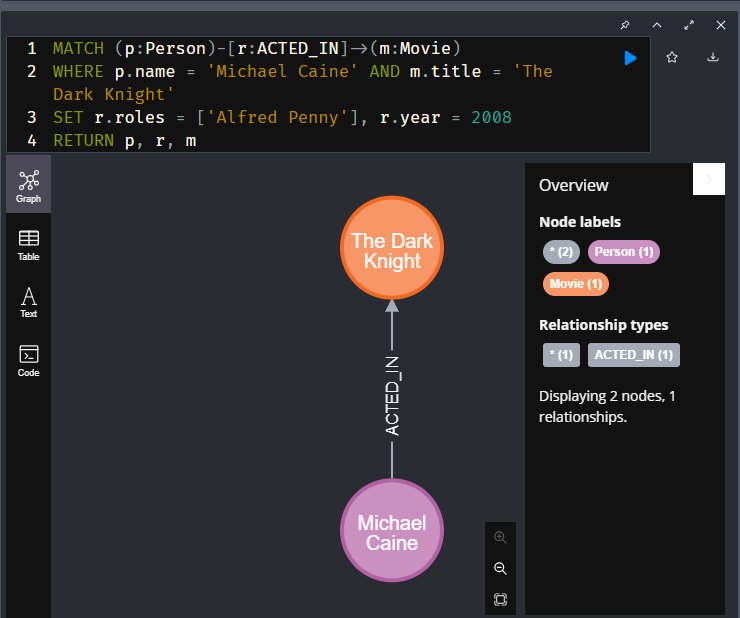 1 MATCH (p:Person)-[r:ACTED_IN]->(m:Movie)
2 WHERE p.name = 'Michael Caine' AND m.title = 'The
Dark Knight'
3 SET r.roles = ['Alfred Penny'], r.year = 2008
4 RETURN p, r, m
Graph
Table
Text
Code
The Dark
Knight
ACTED_IN
Michael
Caine
Overview
Node labels
* (2) Person (1)
Movie (1)
Relationship types
* (1) ACTED_IN (1)
Displaying 2 nodes, 1
relationships.